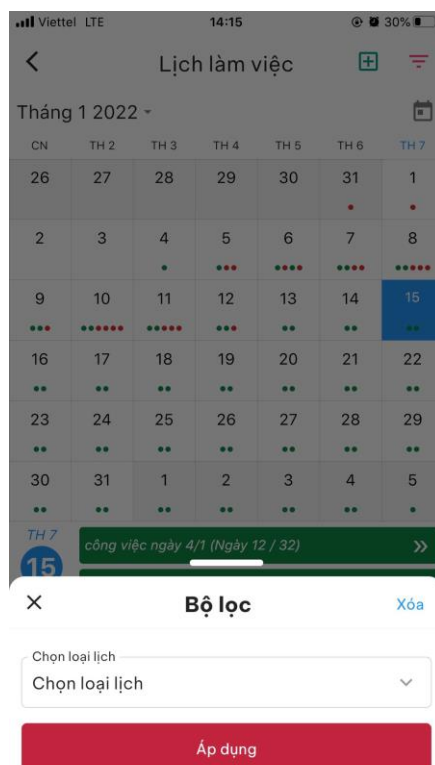 Viettel LTE 14:15 30%
Lịch làm việc
Tháng 1 2022
CN TH 2 TH 3 TH 4 TH 5 TH 6 TH 7
26 27 28 29 30 31 1
2 3 4 5 6 7 8
9 10 11 12 13 14 15
16 17 18 19 20 21 22
23 24 25 26 27 28 29
30 31 1 2 3 4 5
TH 7
15
công việc ngày 4/1 (Ngày 12 / 32)
Bộ lọc
Xóa
Chọn loại lịch
Chọn loại lịch
Áp dụng